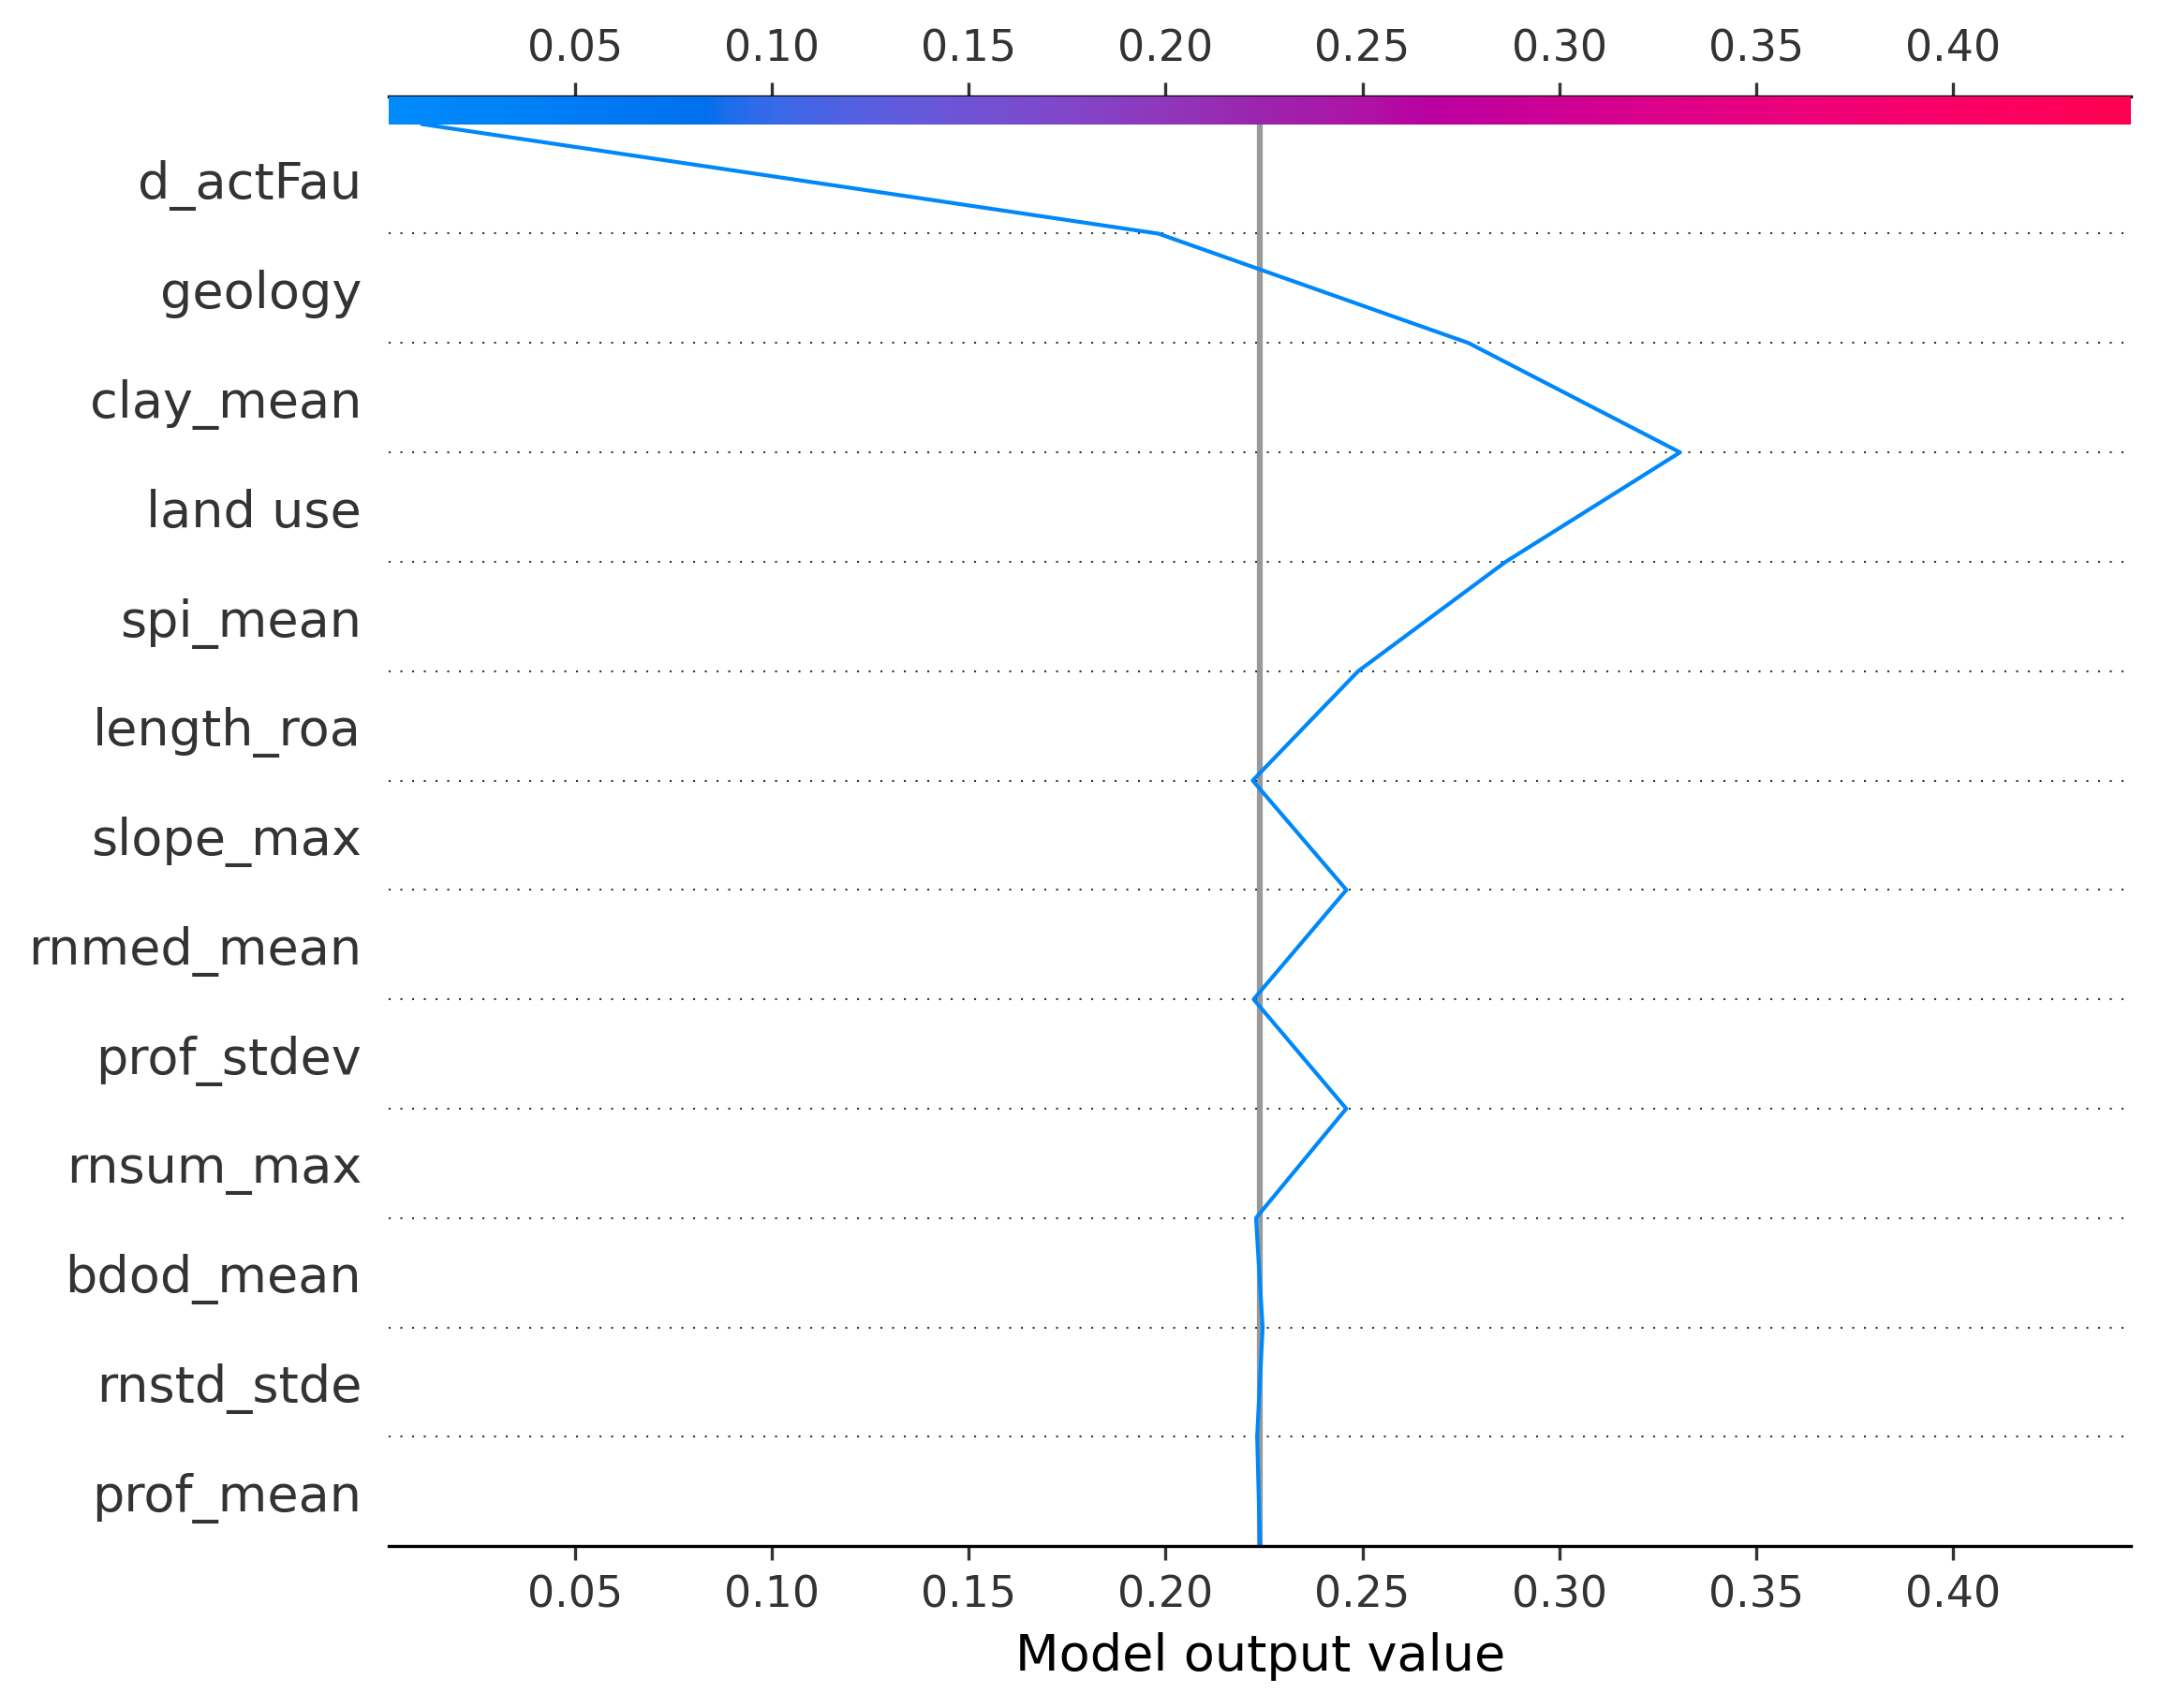 0.05 0.10 0.15 0.20 0.25 0.30 0.35 0.40
d_actFau
geology
clay_mean
land use
spi_mean
length_roa
slope_max
rnmed_mean
prof_stdev
rnsum_max
bdod_mean
rnstd_stde
prof_mean
0.05 0.10 0.15 0.20 0.25 0.30 0.35 0.40
Model output value